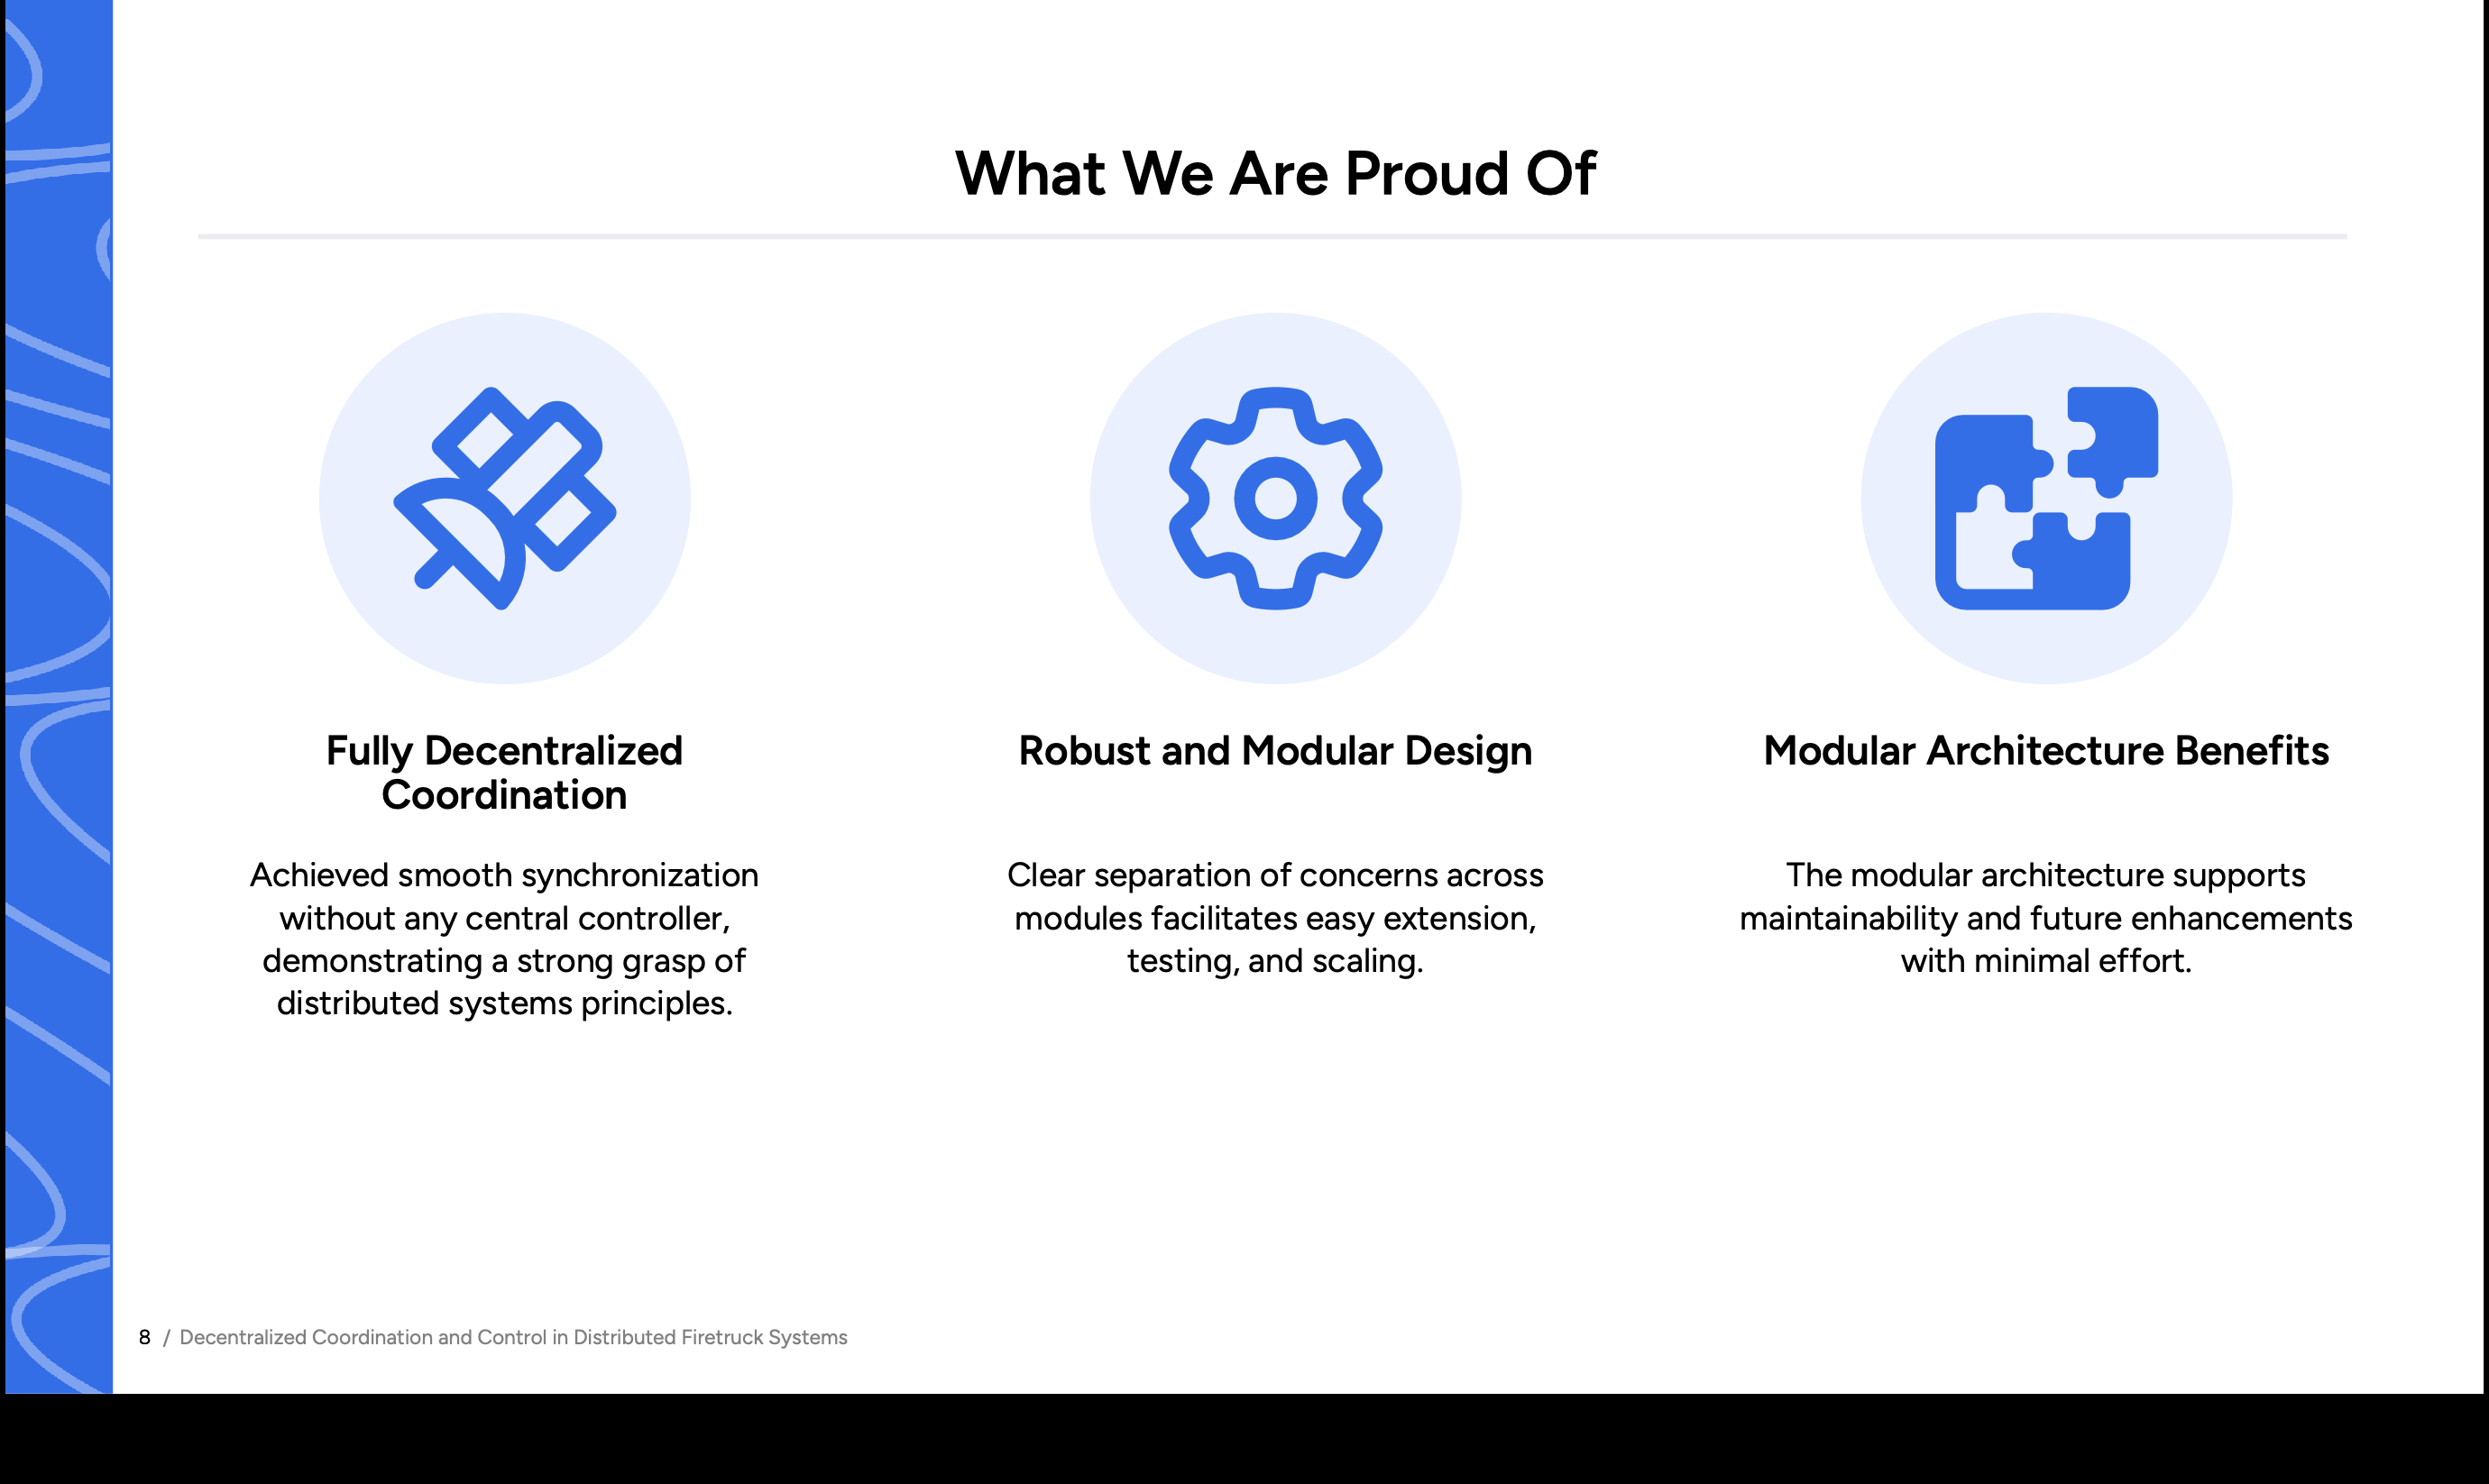 What We Are Proud Of
Fully Decentralized
Coordination
Achieved smooth synchronization
without any central controller,
demonstrating a strong grasp of
distributed systems principles.
Robust and Modular Design
Clear separation of concerns across
modules facilitates easy extension,
testing, and scaling.
Modular Architecture Benefits
The modular architecture supports
maintainability and future enhancements
with minimal effort.
8 / Decentralized Coordination and Control in Distributed Firetruck Systems